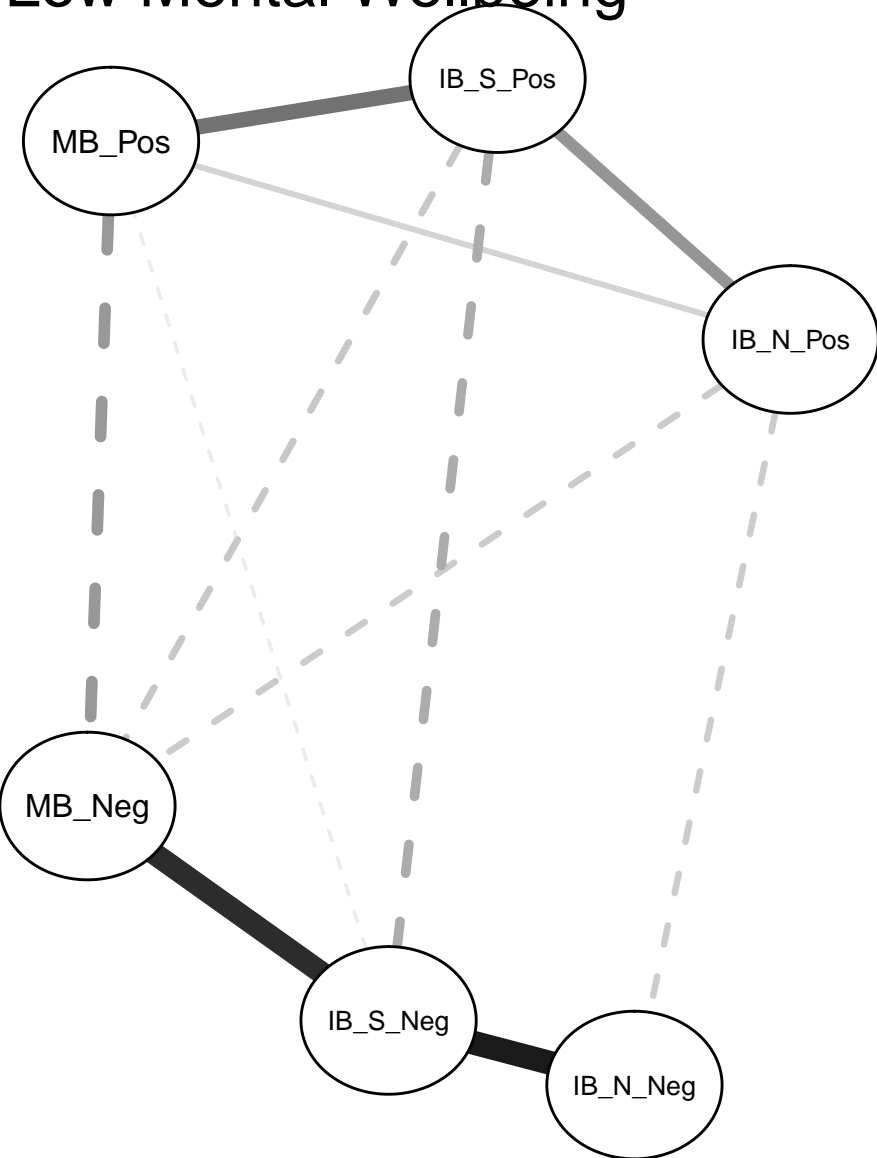 Low Mental Wellbeing
IB_S_Pos
MB_Pos
IB_N_Pos
MB_Neg
IB_S_Neg
IB_N_Neg